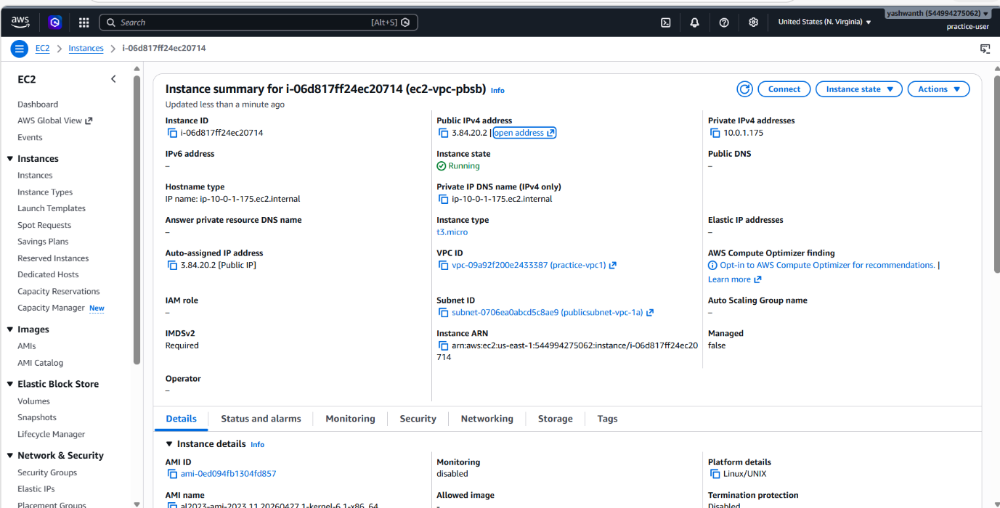 aws
Search [Alt+S]
United States (N. Virginia)
yashwanth (544994275062)
practice-user
EC2 > Instances > i-06d817ff24ec20714
EC2
Dashboard
AWS Global View
Events
Instances
Instances
Instance Types
Launch Templates
Spot Requests
Savings Plans
Reserved Instances
Dedicated Hosts
Capacity Reservations
Capacity Manager New
Images
AMIs
AMI Catalog
Elastic Block Store
Volumes
Snapshots
Lifecycle Manager
Network & Security
Security Groups
Elastic IPs
Placement Groups
Instance summary for i-06d817ff24ec20714 (ec2-vpc-pbsb) Info
Updated less than a minute ago
Connect
Instance state
Actions
Instance ID
i-06d817ff24ec20714
Public IPv4 address
3.84.20.2 | open address
Private IPv4 addresses
10.0.1.175
IPv6 address
–
Instance state
Running
Public DNS
–
Hostname type
IP name: ip-10-0-1-175.ec2.internal
Private IP DNS name (IPv4 only)
ip-10-0-1-175.ec2.internal
Answer private resource DNS name
–
Instance type
t3.micro
Elastic IP addresses
–
Auto-assigned IP address
3.84.20.2 [Public IP]
VPC ID
vpc-09a92f200e2433387 (practice-vpc1)
AWS Compute Optimizer finding
Opt-in to AWS Compute Optimizer for recommendations. |
Learn more
IAM role
–
Subnet ID
subnet-0706ea0abcd5c8ae9 (publicsubnet-vpc-1a)
Auto Scaling Group name
–
IMDSv2
Required
Instance ARN
arn:aws:ec2:us-east-1:544994275062:instance/i-06d817ff24ec20
714
Managed
false
Operator
–
Details
Status and alarms
Monitoring
Security
Networking
Storage
Tags
Instance details Info
AMI ID
ami-0ed094fb1304fd857
Monitoring
disabled
Platform details
Linux/UNIX
AMI name
al2023-ami-2023.11.20260427.1-kernel-6.1-x86_64
Allowed image
–
Termination protection
Disabled